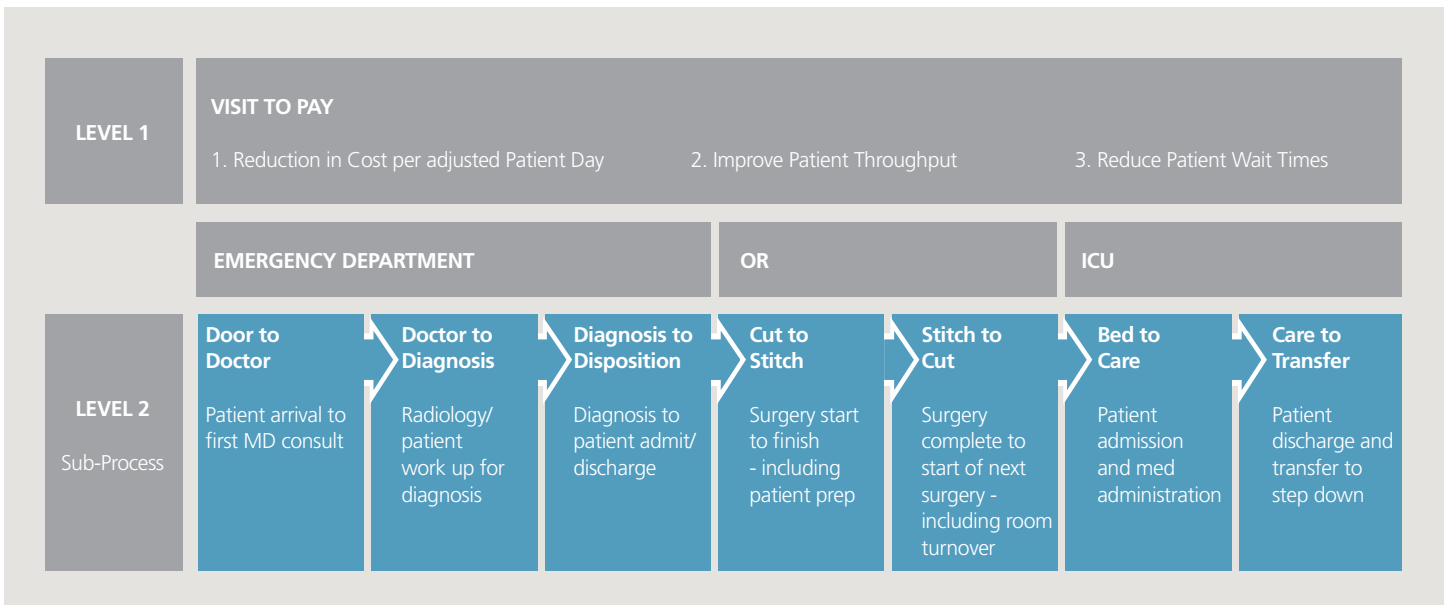 LEVEL 1
VISIT TO PAY
1. Reduction in Cost per adjusted Patient Day
2. Improve Patient Throughput
3. Reduce Patient Wait Times
EMERGENCY DEPARTMENT
OR
ICU
LEVEL 2
Sub-Process
Door to
Doctor
Patient arrival to
first MD consult
Doctor to
Diagnosis
Radiology/
patient
work up for
diagnosis
Diagnosis to
Disposition
Diagnosis to
patient admit/
discharge
Cut to
Stitch
Surgery start
to finish
- including
patient prep
Stitch to
Cut
Surgery
complete to
start of next
surgery -
including room
turnover
Bed to
Care
Patient
admission
and med
administration
Care to
Transfer
Patient
discharge and
transfer to
step down